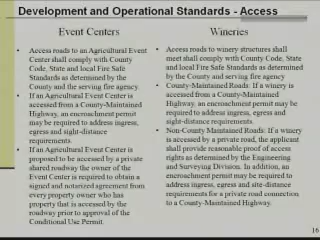 Development and Operational Standards - Access
Event Centers
• Access roads to an Agricultural Event
Center shall comply with County
Code, State and local Fire Safe
Standards as determined by the
County and the serving fire agency.
• If an Agricultural Event Center is
accessed from a County-Maintained
Highway, an encroachment permit
may be required to address ingress,
egress and sight-distance
requirements.
• If an Agricultural Event Center is
proposed to be accessed by a private
shared roadway the owner of the
Event Center is required to obtain a
signed and notarized agreement from
every property owner who has
property that is accessed by the
roadway prior to approval of the
Conditional Use Permit.
Wineries
• Access roads to winery structures shall
meet shall comply with County Code, State
and local Fire Safe Standards as determined
by the County and serving fire agency
• County-Maintained Roads: If a winery is
accessed from a County-Maintained
Highway, an encroachment permit may be
required to address ingress, egress and
sight-distance requirements.
• Non-County Maintained Roads: If a winery
is accessed by a private road, the applicant
shall provide reasonable proof of access
rights as determined by the Engineering
and Surveying Division. In addition, an
encroachment permit may be required to
address ingress, egress and site-distance
requirements for a private road connection
to a County-Maintained Highway.
16